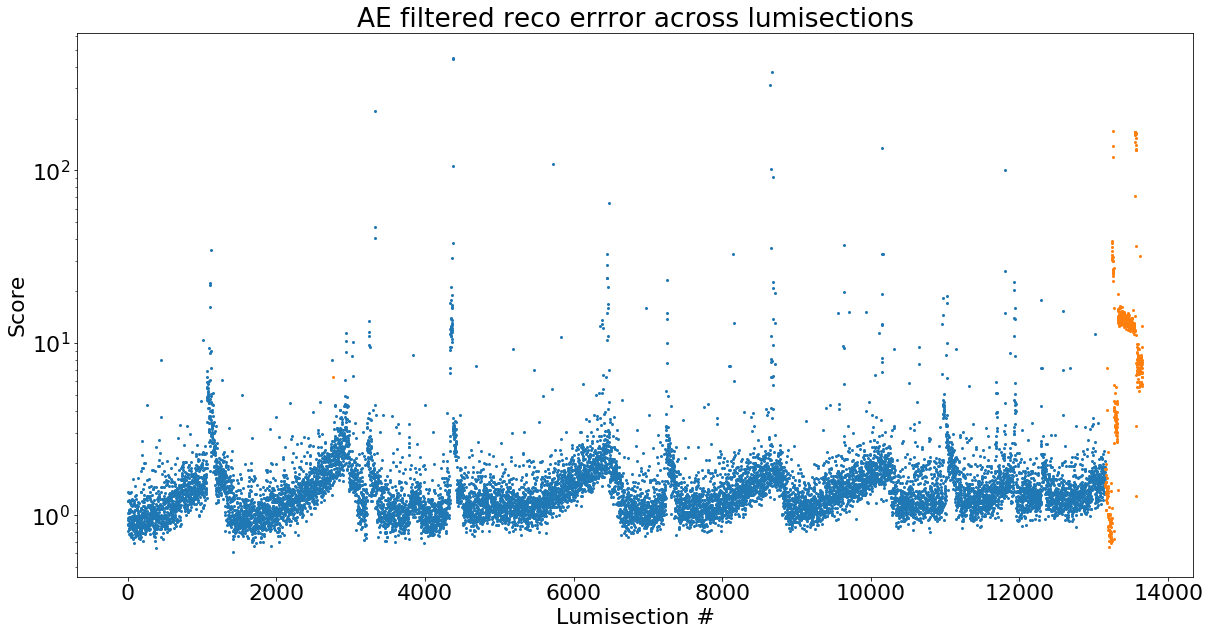 AE filtered reco errror across lumisections
Score
10^2
10^1
10^0
0 2000 4000 6000 8000 10000 12000 14000
Lumisection #